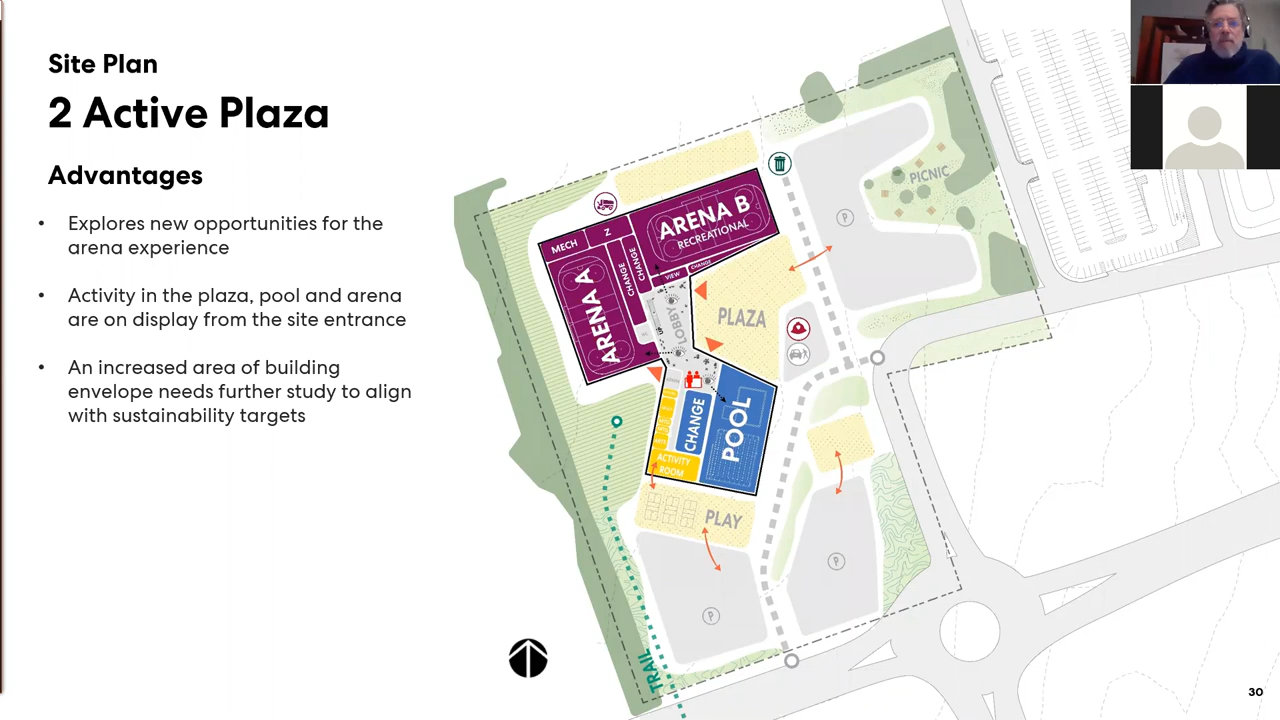 Site Plan
2 Active Plaza
Advantages
• Explores new opportunities for the
arena experience
• Activity in the plaza, pool and arena
are on display from the site entrance
• An increased area of building
envelope needs further study to align
with sustainability targets
PICNIC
P
ARENA B
RECREATIONAL
MECH
Z
CHANGE
CHANGE
VIEW
CHANGE
ARENA A
LOBBY
PLAZA
CHANGE
POOL
ACTIVITY
ROOM
PLAY
P
P
TRAIL
30